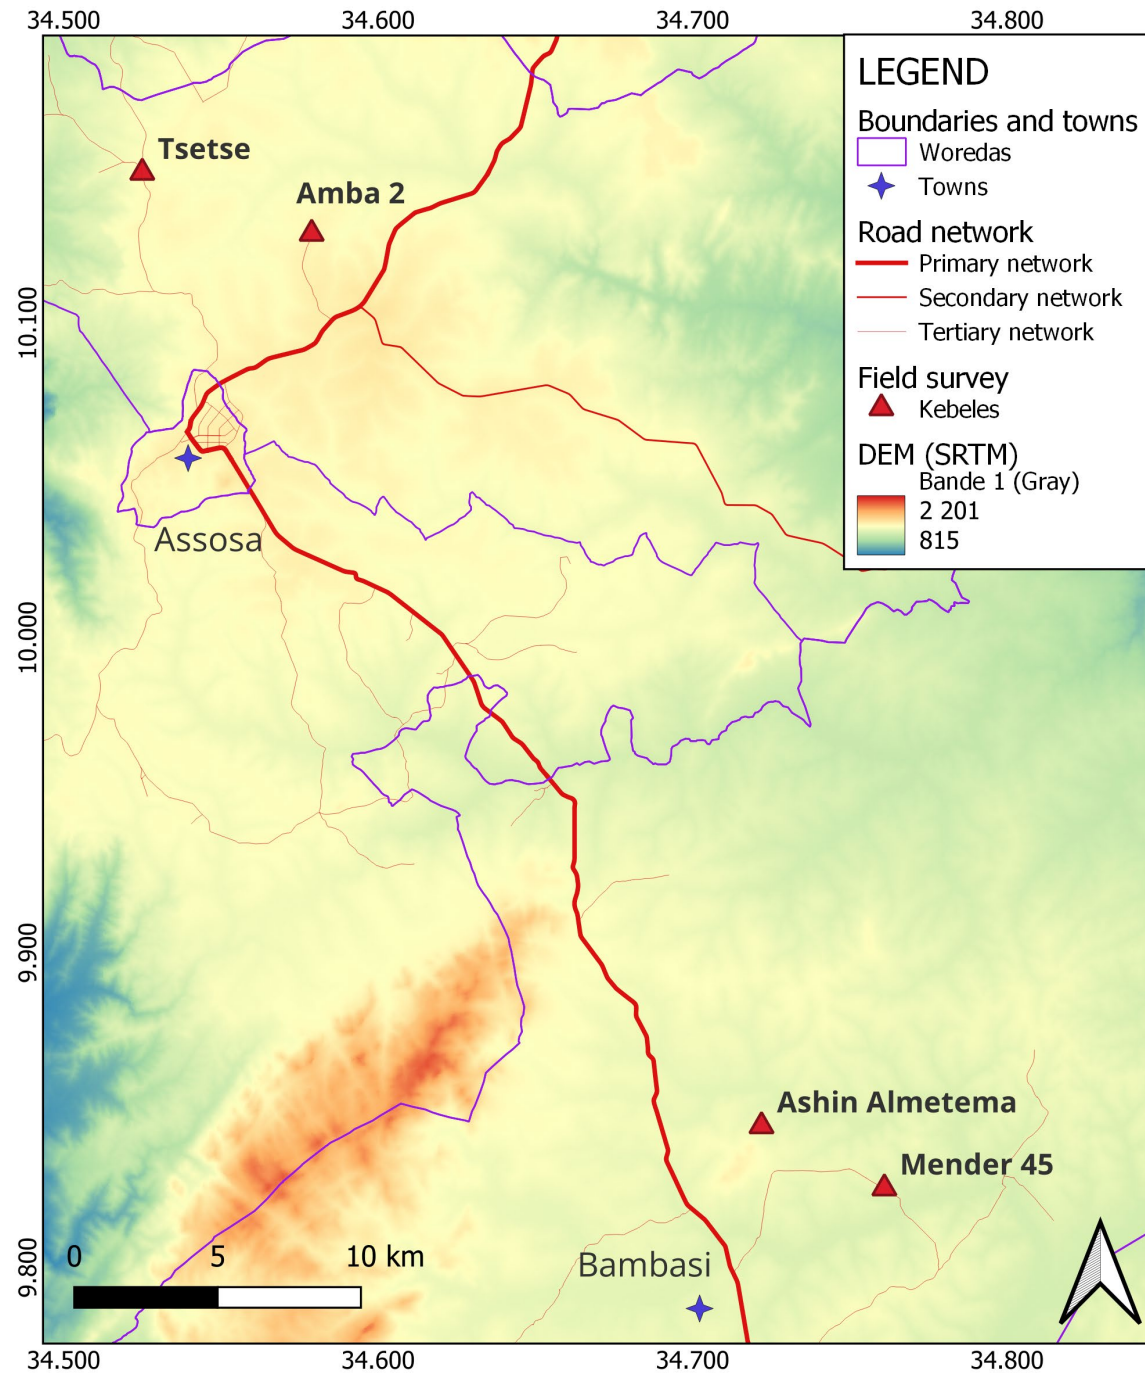 34.500 34.600 34.700 34.800
LEGEND
Boundaries and towns
Woredas
Towns
Road network
Primary network
Secondary network
Tertiary network
Field survey
Kebeles
DEM (SRTM)
Bande 1 (Gray)
2 201
815
Tsetse
Amba 2
10.100
Assosa
10.000
9.900
Ashin Almetema
Mender 45
9.800
0 5 10 km
Bambasi
34.500 34.600 34.700 34.800